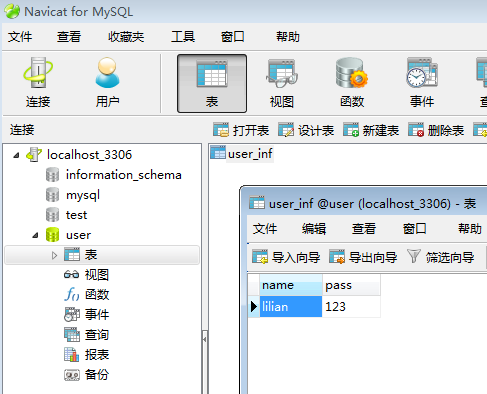 Navicat for MySQL
文件 查看 收藏夹 工具 窗口 帮助
连接 用户 表 视图 函数 事件
连接 打开表 设计表 新建表 删除表
localhost_3306 user_inf
information_schema
mysql
test
user
表
视图
函数
事件
查询
报表
备份
user_inf @user (localhost_3306) - 表
文件 编辑 查看 窗口 帮助
导入向导 导出向导 筛选向导
name pass
lilian 123